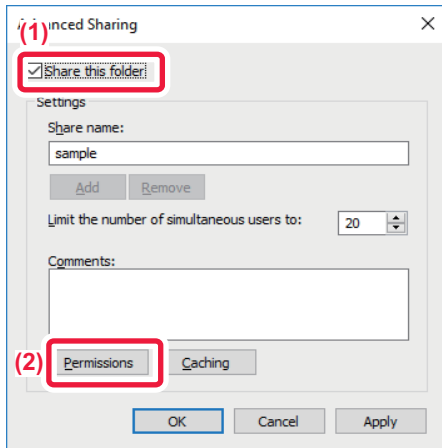 (1)
Advanced Sharing
Share this folder
Settings
Share name:
sample
Add Remove
Limit the number of simultaneous users to: 20
Comments:
(2)
Permissions Caching
OK Cancel Apply